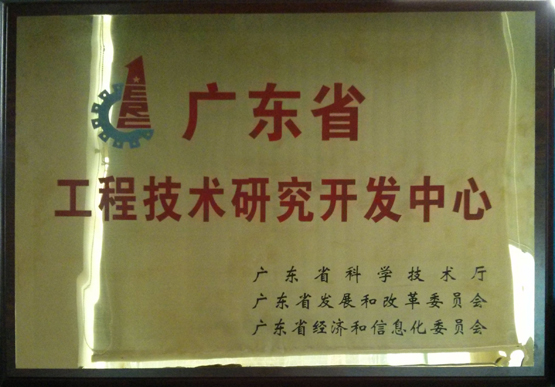 ERC
广东省
工程技术研究开发中心
广东省科学技术厅
广东省发展和改革委员会
广东省经济和信息化委员会